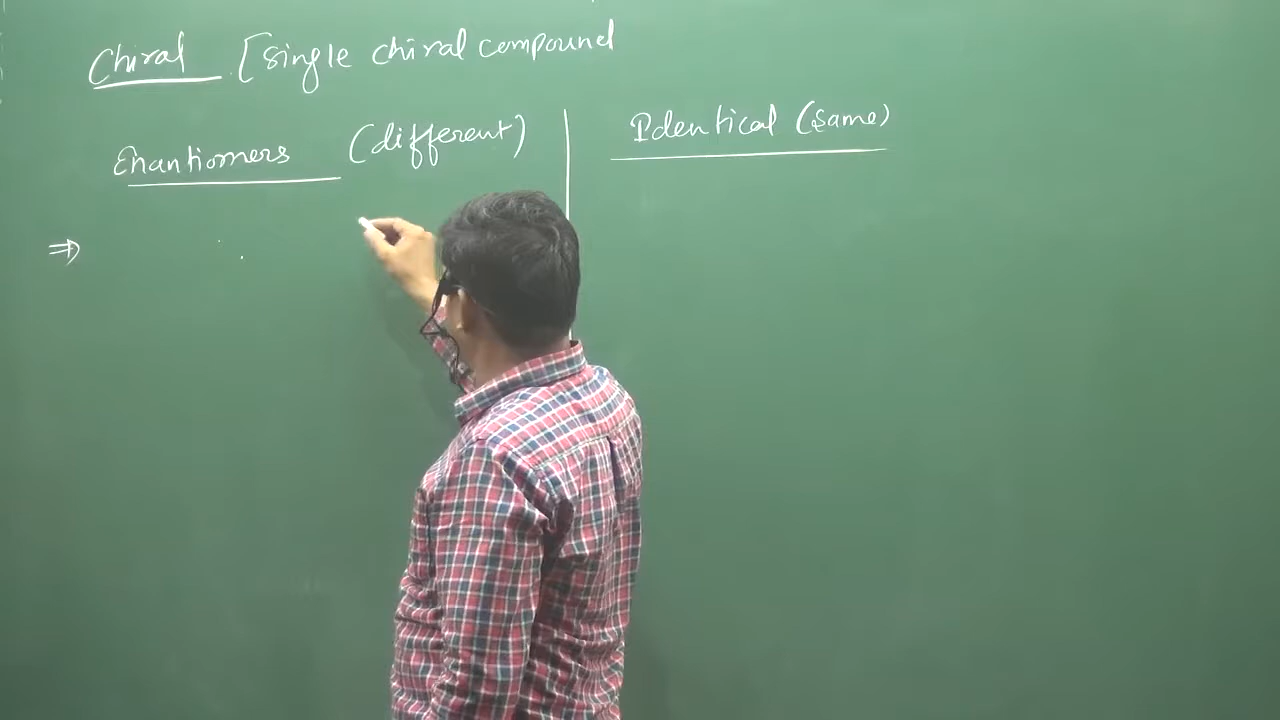 Chiral [single chiral compound
Enantiomers (different)
Identical (same)
⇒